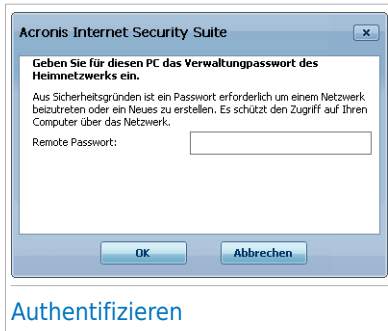 Acronis Internet Security Suite
Geben Sie für diesen PC das Verwaltungpasswort des
Heimnetzwerks ein.
Aus Sicherheitsgründen ist ein Passwort erforderlich um einem Netzwerk
beizutreten oder ein Neues zu erstellen. Es schützt den Zugriff auf Ihren
Computer über das Netzwerk.
Remote Passwort:
OK Abbrechen
Authentifizieren